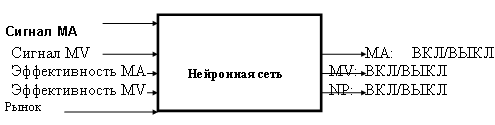 Сигнал МА
Сигнал MV
Эффективность МА
Эффективность MV
Рынок
Нейронная сеть
МА: ВКЛ/ВЫКЛ
MV: ВКЛ/ВЫКЛ
NP: ВКЛ/ВЫКЛ